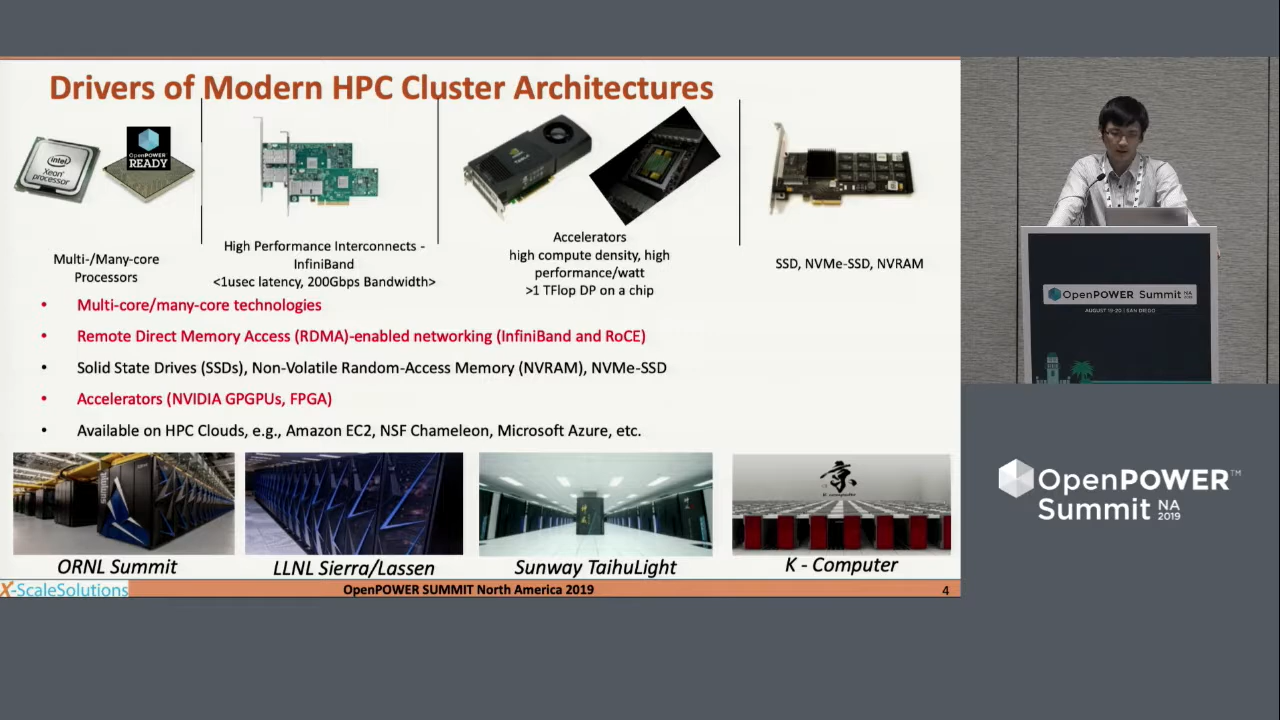 Drivers of Modern HPC Cluster Architectures
intel
Xeon
processor
OpenPOWER
READY
Multi-/Many-core
Processors
High Performance Interconnects -
InfiniBand
<1usec latency, 200Gbps Bandwidth>
Accelerators
high compute density, high
performance/watt
>1 TFlop DP on a chip
SSD, NVMe-SSD, NVRAM
• Multi-core/many-core technologies
• Remote Direct Memory Access (RDMA)-enabled networking (InfiniBand and RoCE)
• Solid State Drives (SSDs), Non-Volatile Random-Access Memory (NVRAM), NVMe-SSD
• Accelerators (NVIDIA GPGPUs, FPGA)
• Available on HPC Clouds, e.g., Amazon EC2, NSF Chameleon, Microsoft Azure, etc.
京
K computer
ORNL Summit
LLNL Sierra/Lassen
Sunway TaihuLight
K - Computer
X-ScaleSolutions
OpenPOWER SUMMIT North America 2019
4
OpenPOWER Summit NA 2019
AUGUST 19-20 | SAN DIEGO
OpenPOWER™
Summit NA 2019